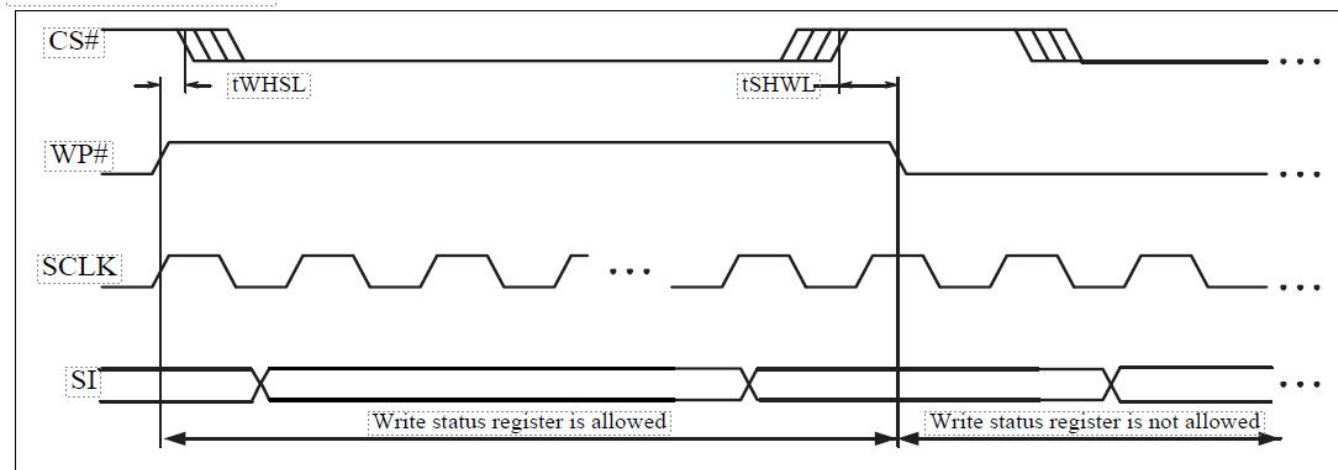 CS#
tWHSL
tSHWL
WP#
SCLK
SI
Write status register is allowed
Write status register is not allowed